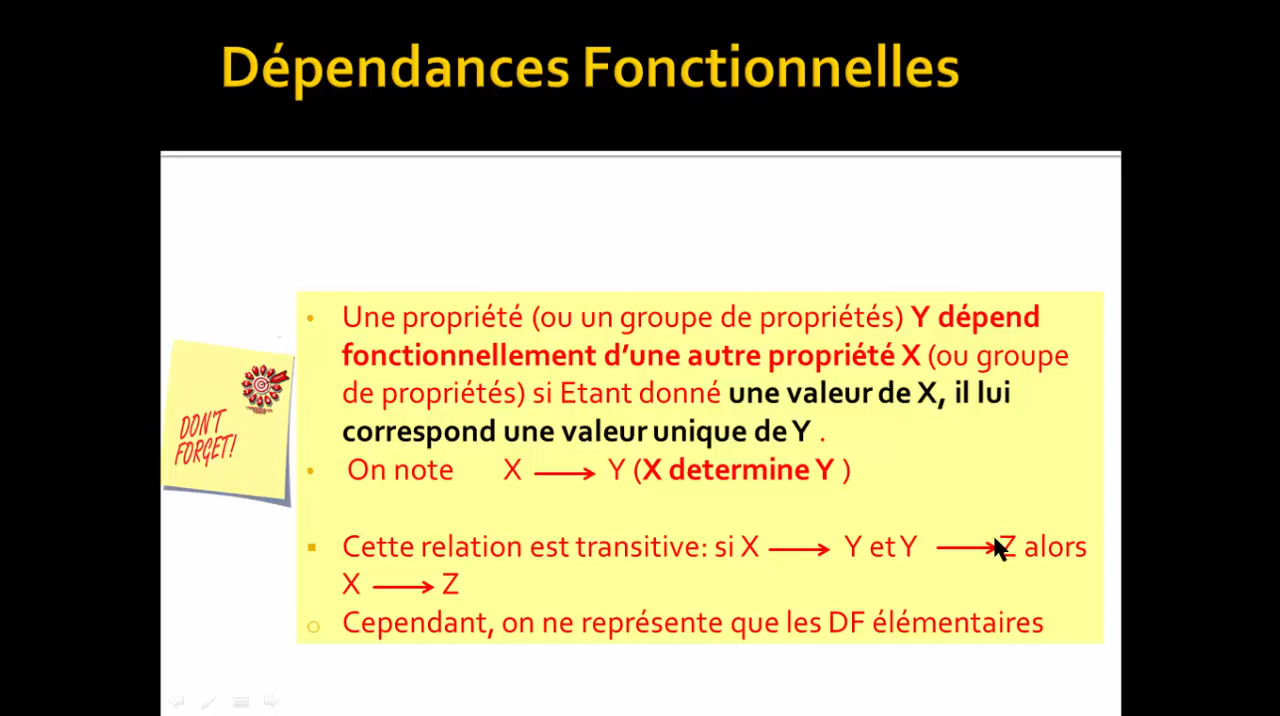 Dépendances Fonctionnelles
• Une propriété (ou un groupe de propriétés) Y dépend
fonctionnellement d’une autre propriété X (ou groupe
de propriétés) si Etant donné une valeur de X, il lui
correspond une valeur unique de Y .
• On note X ⟶ Y (X determine Y )
▪ Cette relation est transitive: si X ⟶ Y et Y ⟶ Z alors
X ⟶ Z
○ Cependant, on ne représente que les DF élémentaires
DON'T
FORGET!